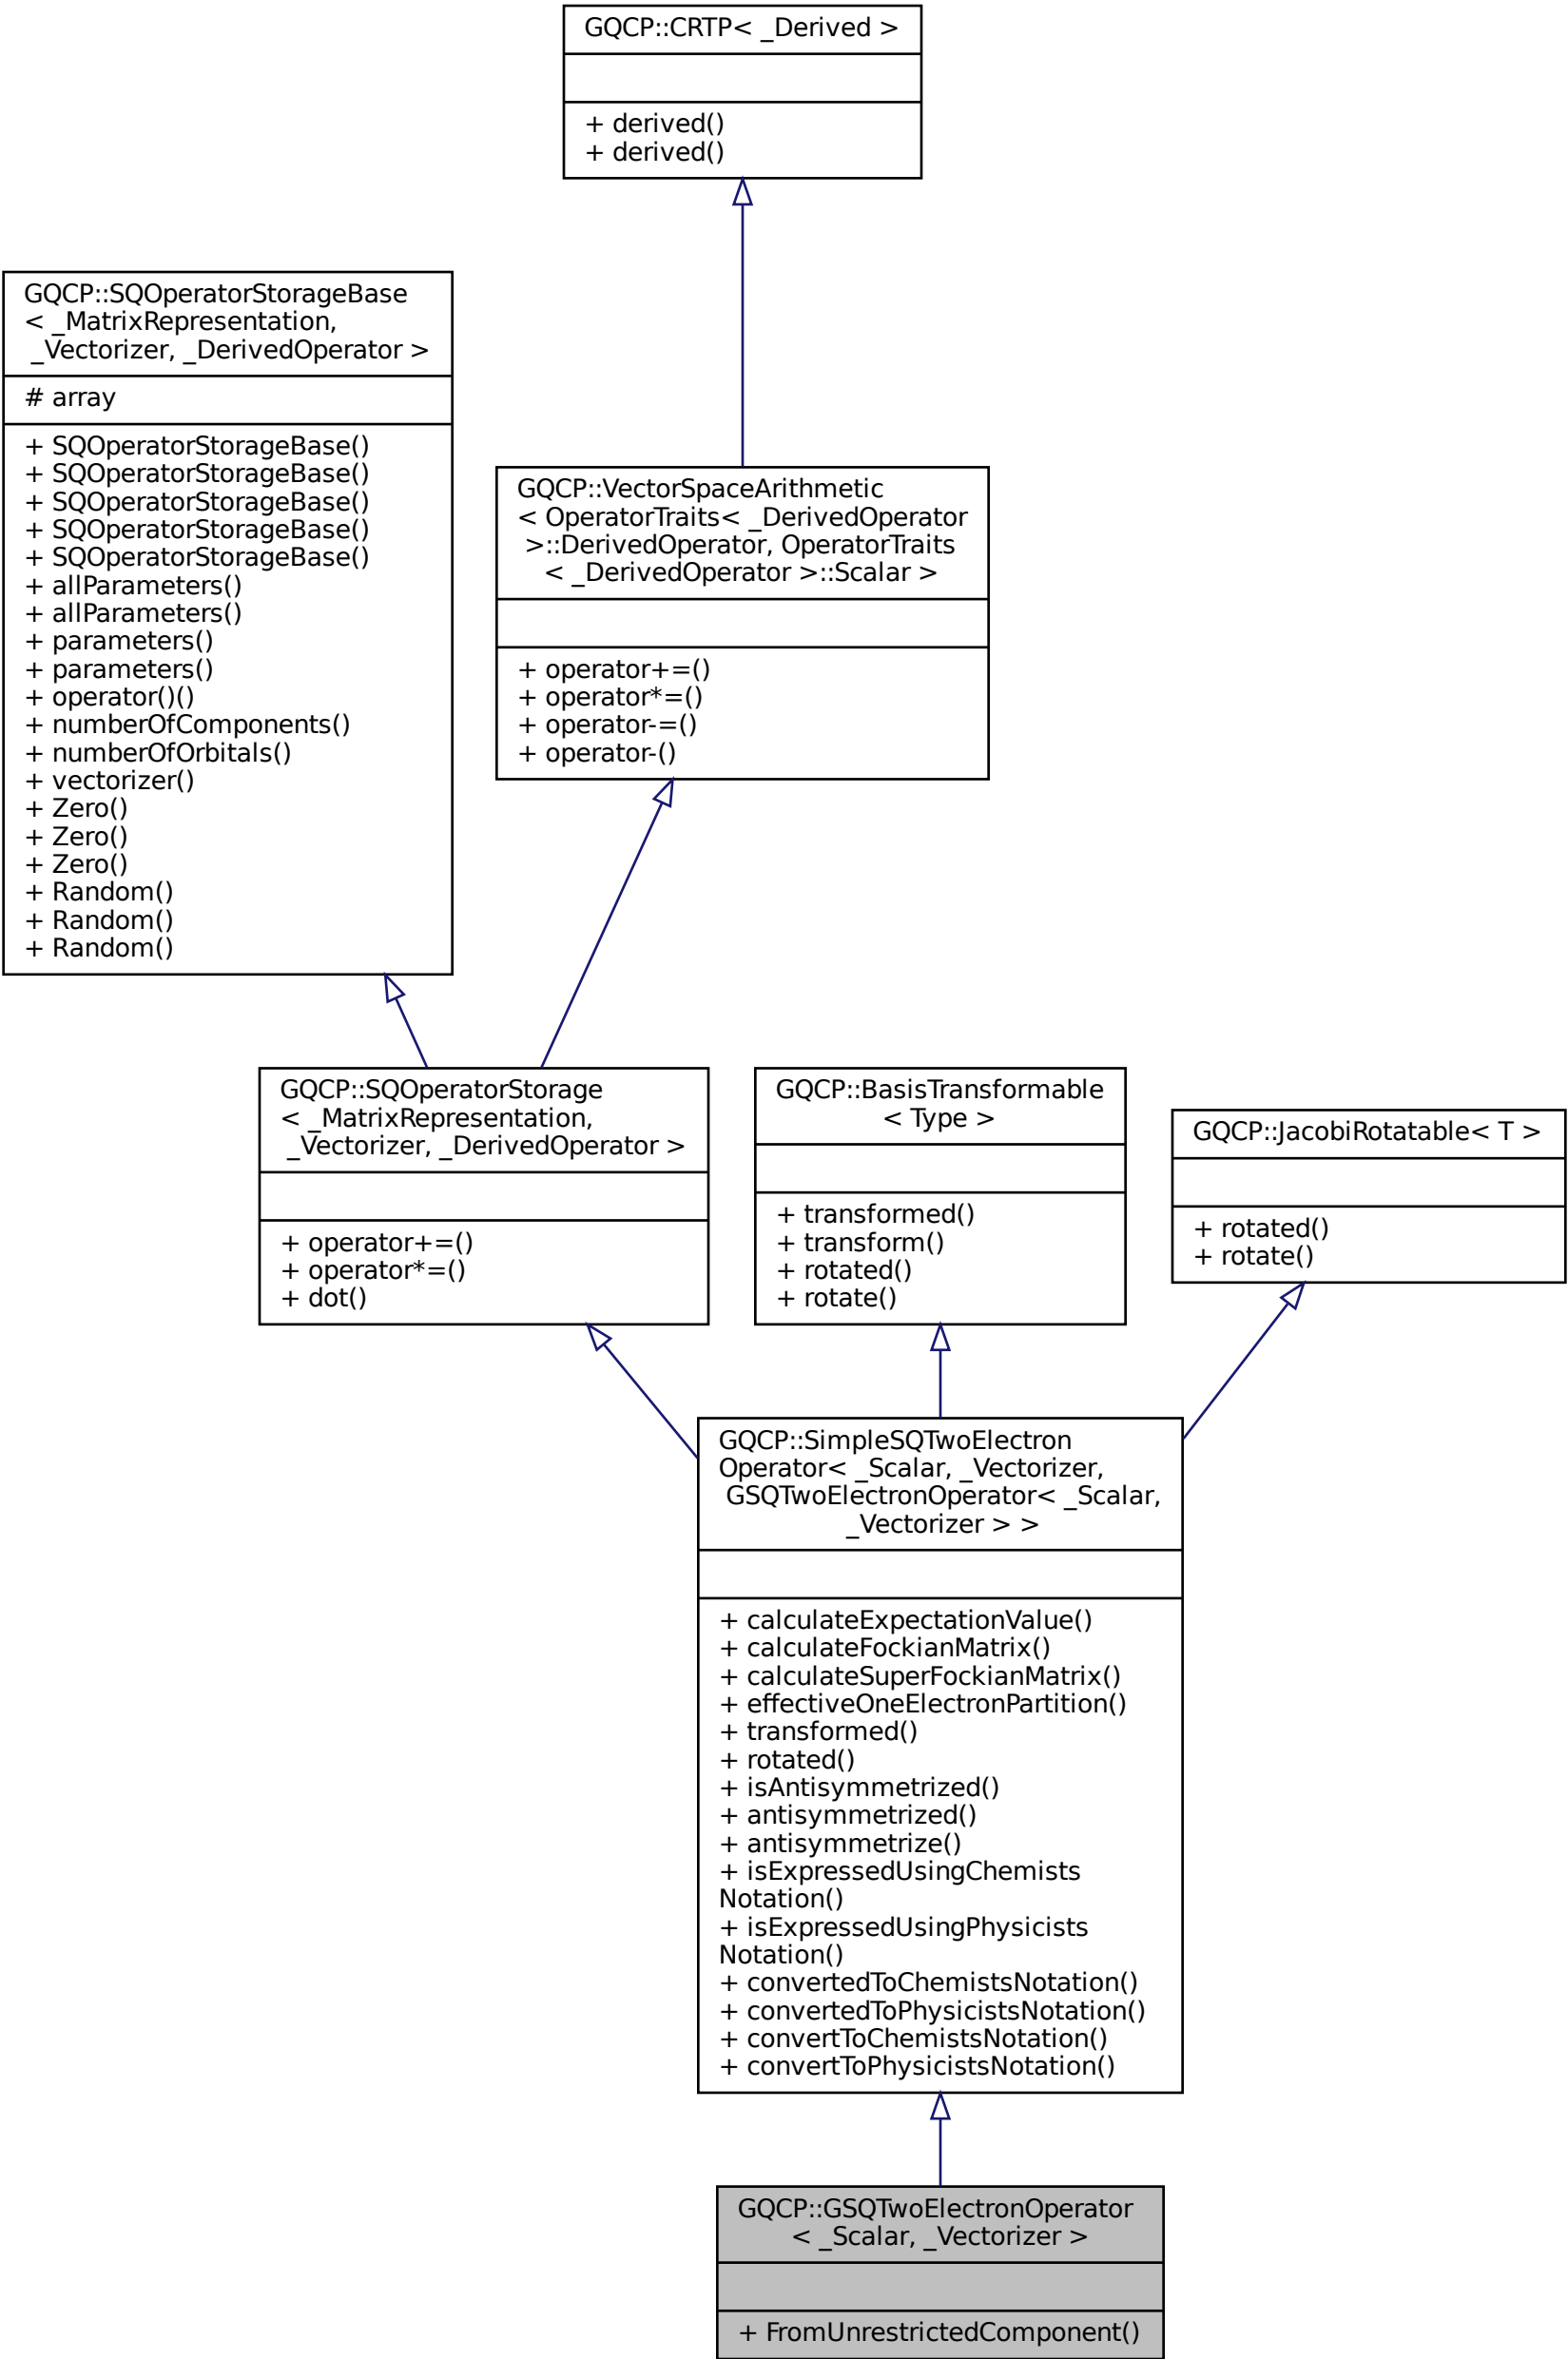 GQCP::CRTP< _Derived >
+ derived()
+ derived()
GQCP::SQOperatorStorageBase
< _MatrixRepresentation,
_Vectorizer, _DerivedOperator >
# array
+ SQOperatorStorageBase()
+ SQOperatorStorageBase()
+ SQOperatorStorageBase()
+ SQOperatorStorageBase()
+ SQOperatorStorageBase()
+ allParameters()
+ allParameters()
+ parameters()
+ parameters()
+ operator()()
+ numberOfComponents()
+ numberOfOrbitals()
+ vectorizer()
+ Zero()
+ Zero()
+ Zero()
+ Random()
+ Random()
+ Random()
GQCP::VectorSpaceArithmetic
< OperatorTraits< _DerivedOperator
>::DerivedOperator, OperatorTraits
< _DerivedOperator >::Scalar >
+ operator+=()
+ operator*=()
+ operator-=()
+ operator-()
GQCP::SQOperatorStorage
< _MatrixRepresentation,
_Vectorizer, _DerivedOperator >
+ operator+=()
+ operator*=()
+ dot()
GQCP::BasisTransformable
< Type >
+ transformed()
+ transform()
+ rotated()
+ rotate()
GQCP::JacobiRotatable< T >
+ rotated()
+ rotate()
GQCP::SimpleSQTwoElectron
Operator< _Scalar, _Vectorizer,
GSQTwoElectronOperator< _Scalar,
_Vectorizer > >
+ calculateExpectationValue()
+ calculateFockianMatrix()
+ calculateSuperFockianMatrix()
+ effectiveOneElectronPartition()
+ transformed()
+ rotated()
+ isAntisymmetrized()
+ antisymmetrized()
+ antisymmetrize()
+ isExpressedUsingChemists
Notation()
+ isExpressedUsingPhysicists
Notation()
+ convertedToChemistsNotation()
+ convertedToPhysicistsNotation()
+ convertToChemistsNotation()
+ convertToPhysicistsNotation()
GQCP::GSQTwoElectronOperator
< _Scalar, _Vectorizer >
+ FromUnrestrictedComponent()